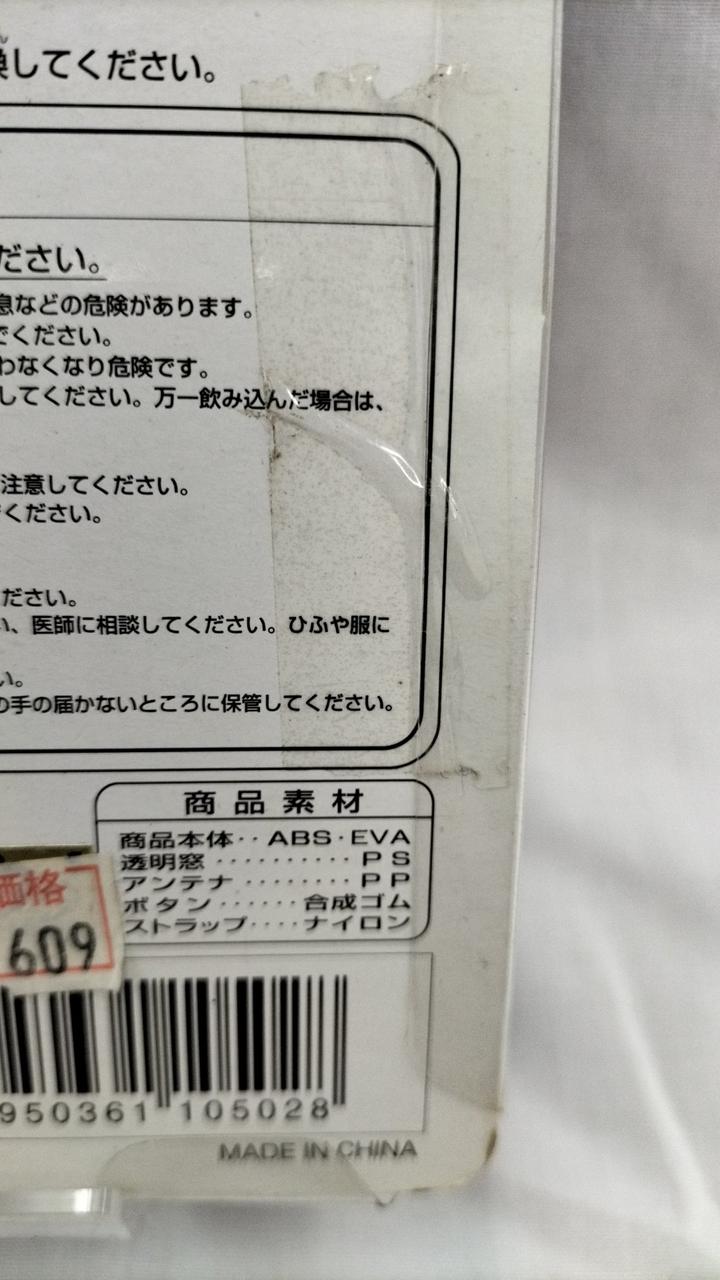 換してください。
ださい。
息などの危険があります。
でください。
わなくなり危険です。
してください。万一飲み込んだ場合は、
注意してください。
ください。
ださい。
い、医師に相談してください。ひふや服に
い。
の手の届かないところに保管してください。
商品素材
商品本体‥ABS·EVA
透明窓‥‥‥‥‥PS
アンテナ‥‥‥‥PP
ボタン‥‥‥合成ゴム
ストラップ‥‥ナイロン
価格
609
950361 105028
MADE IN CHINA